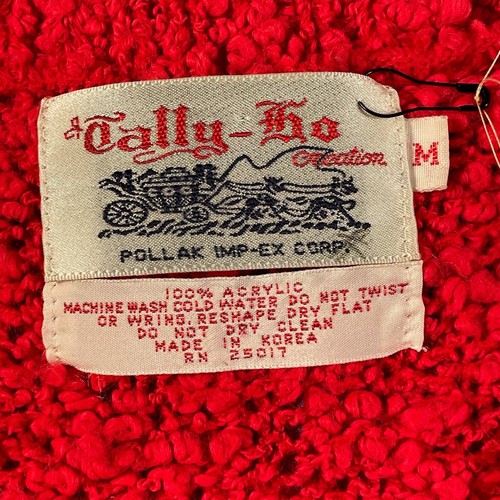 A Tally-Ho
Creation
M
POLLAK IMP-EX CORP.
100% ACRYLIC
MACHINE WASH COLD WATER DO NOT TWIST
OR WRING. RESHAPE DRY FLAT
DO NOT DRY CLEAN
MADE IN KOREA
RN 25017